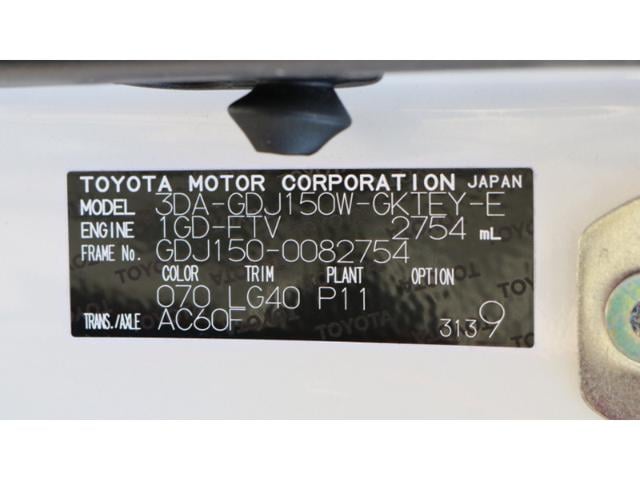 TOYOTA MOTOR CORPORATION JAPAN
MODEL 3DA-GDJ150W-GKTEY-E
ENGINE 1GD-FTV 2754 mL
FRAME No. GDJ150-0082754
COLOR TRIM PLANT OPTION
070 LG40 P11
TRANS./AXLE AC60F 3139